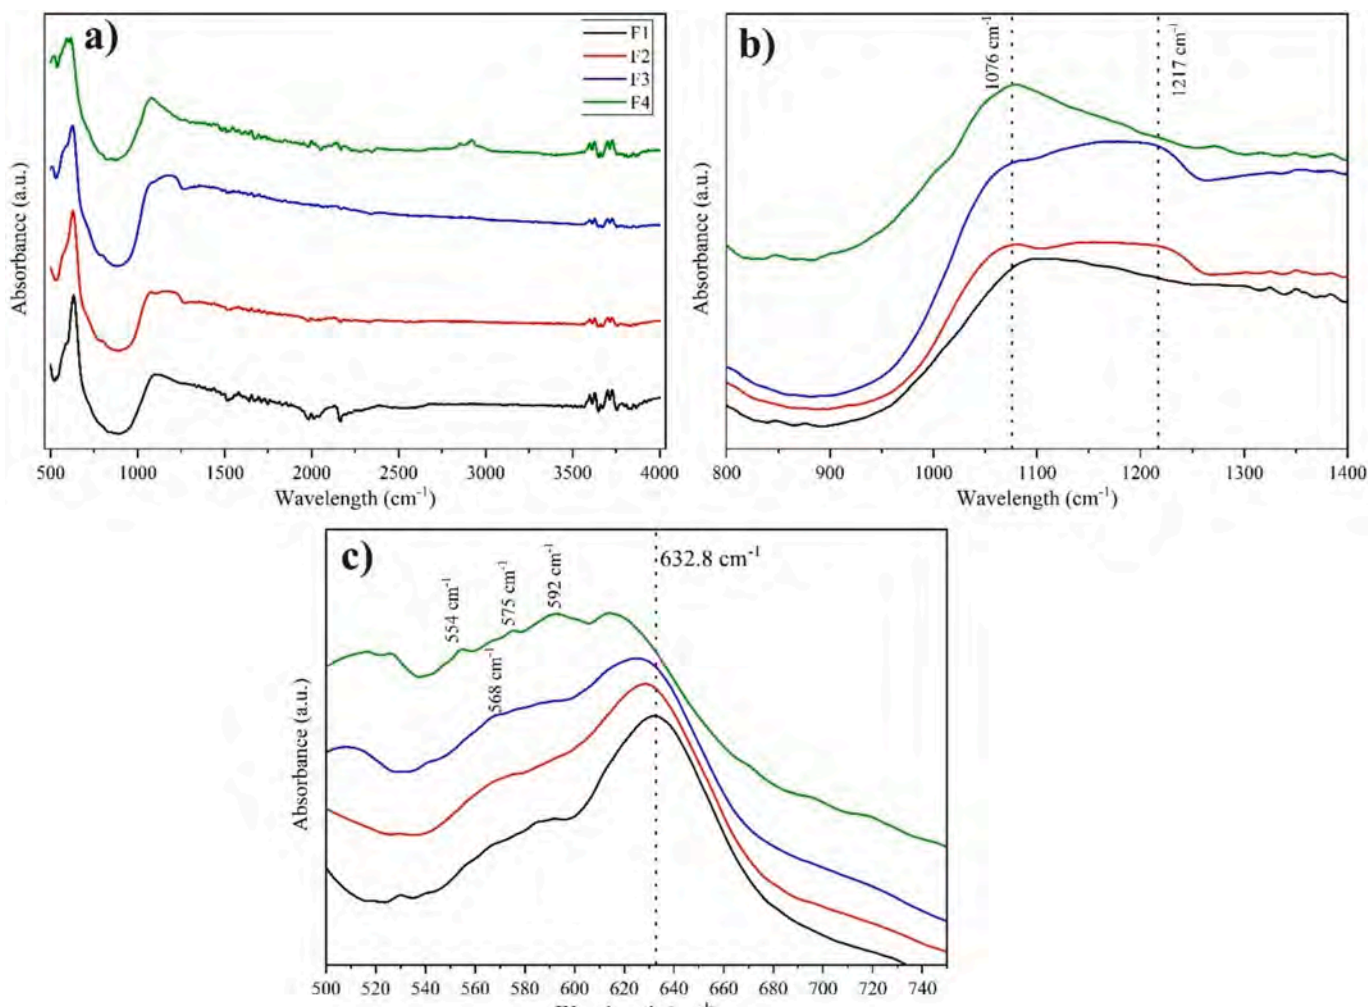 a)
F1
F2
F3
F4
Absorbance (a.u.)
500 1000 1500 2000 2500 3000 3500 4000
Wavelength (cm⁻¹)
b)
1076 cm⁻¹
1217 cm⁻¹
Absorbance (a.u.)
800 900 1000 1100 1200 1300 1400
Wavelength (cm⁻¹)
c)
554 cm⁻¹
575 cm⁻¹
592 cm⁻¹
632.8 cm⁻¹
568 cm⁻¹
Absorbance (a.u.)
500 520 540 560 580 600 620 640 660 680 700 720 740